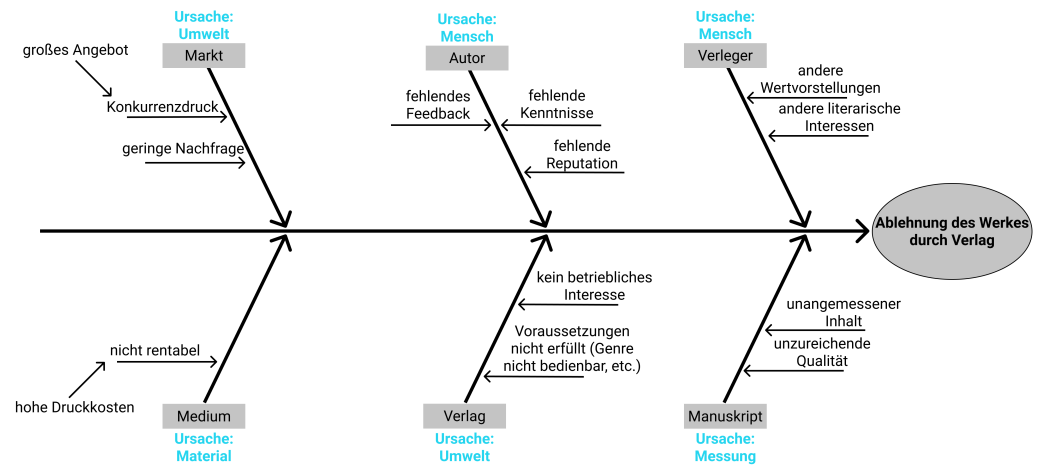 Ursache:
Umwelt
Markt
großes Angebot
Konkurrenzdruck
geringe Nachfrage
Ursache:
Mensch
Autor
fehlendes
Feedback
fehlende
Kenntnisse
fehlende
Reputation
Ursache:
Mensch
Verleger
andere
Wertvorstellungen
andere literarische
Interessen
Ablehnung des Werkes
durch Verlag
nicht rentabel
hohe Druckkosten
Medium
Ursache:
Material
kein betriebliches
Interesse
Voraussetzungen
nicht erfüllt (Genre
nicht bedienbar, etc.)
Verlag
Ursache:
Umwelt
unangemessener
Inhalt
unzureichende
Qualität
Manuskript
Ursache:
Messung